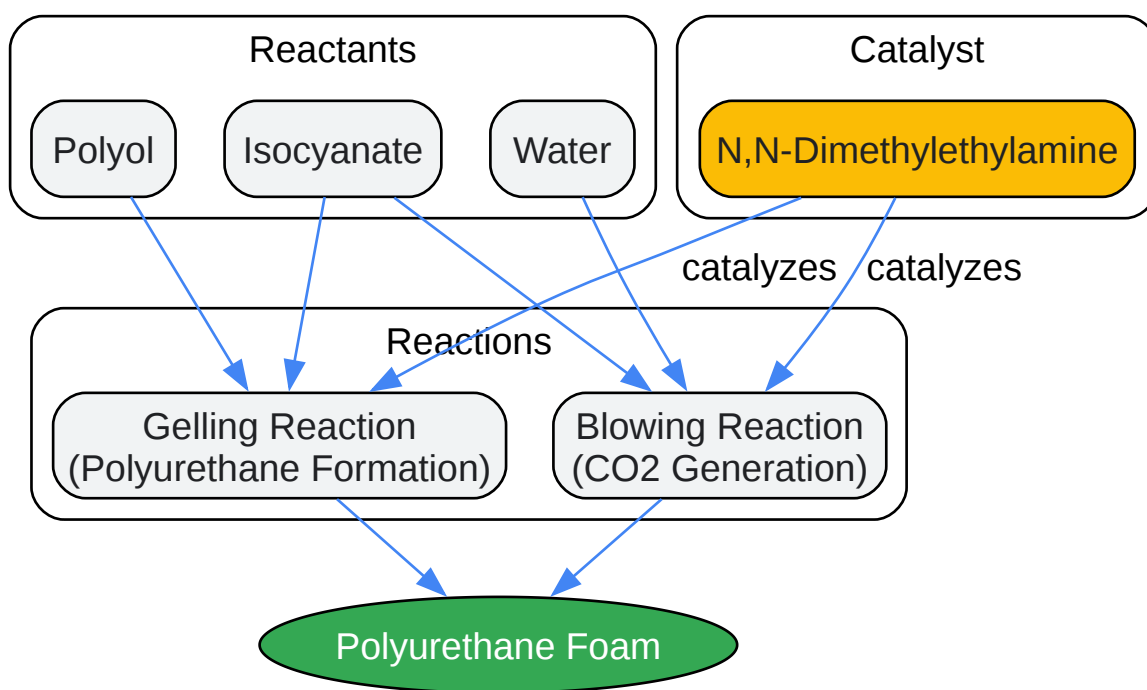 Reactants
Catalyst
Polyol
Isocyanate
Water
N,N-Dimethylethylamine
catalyzes
catalyzes
Reactions
Gelling Reaction
(Polyurethane Formation)
Blowing Reaction
(CO2 Generation)
Polyurethane Foam